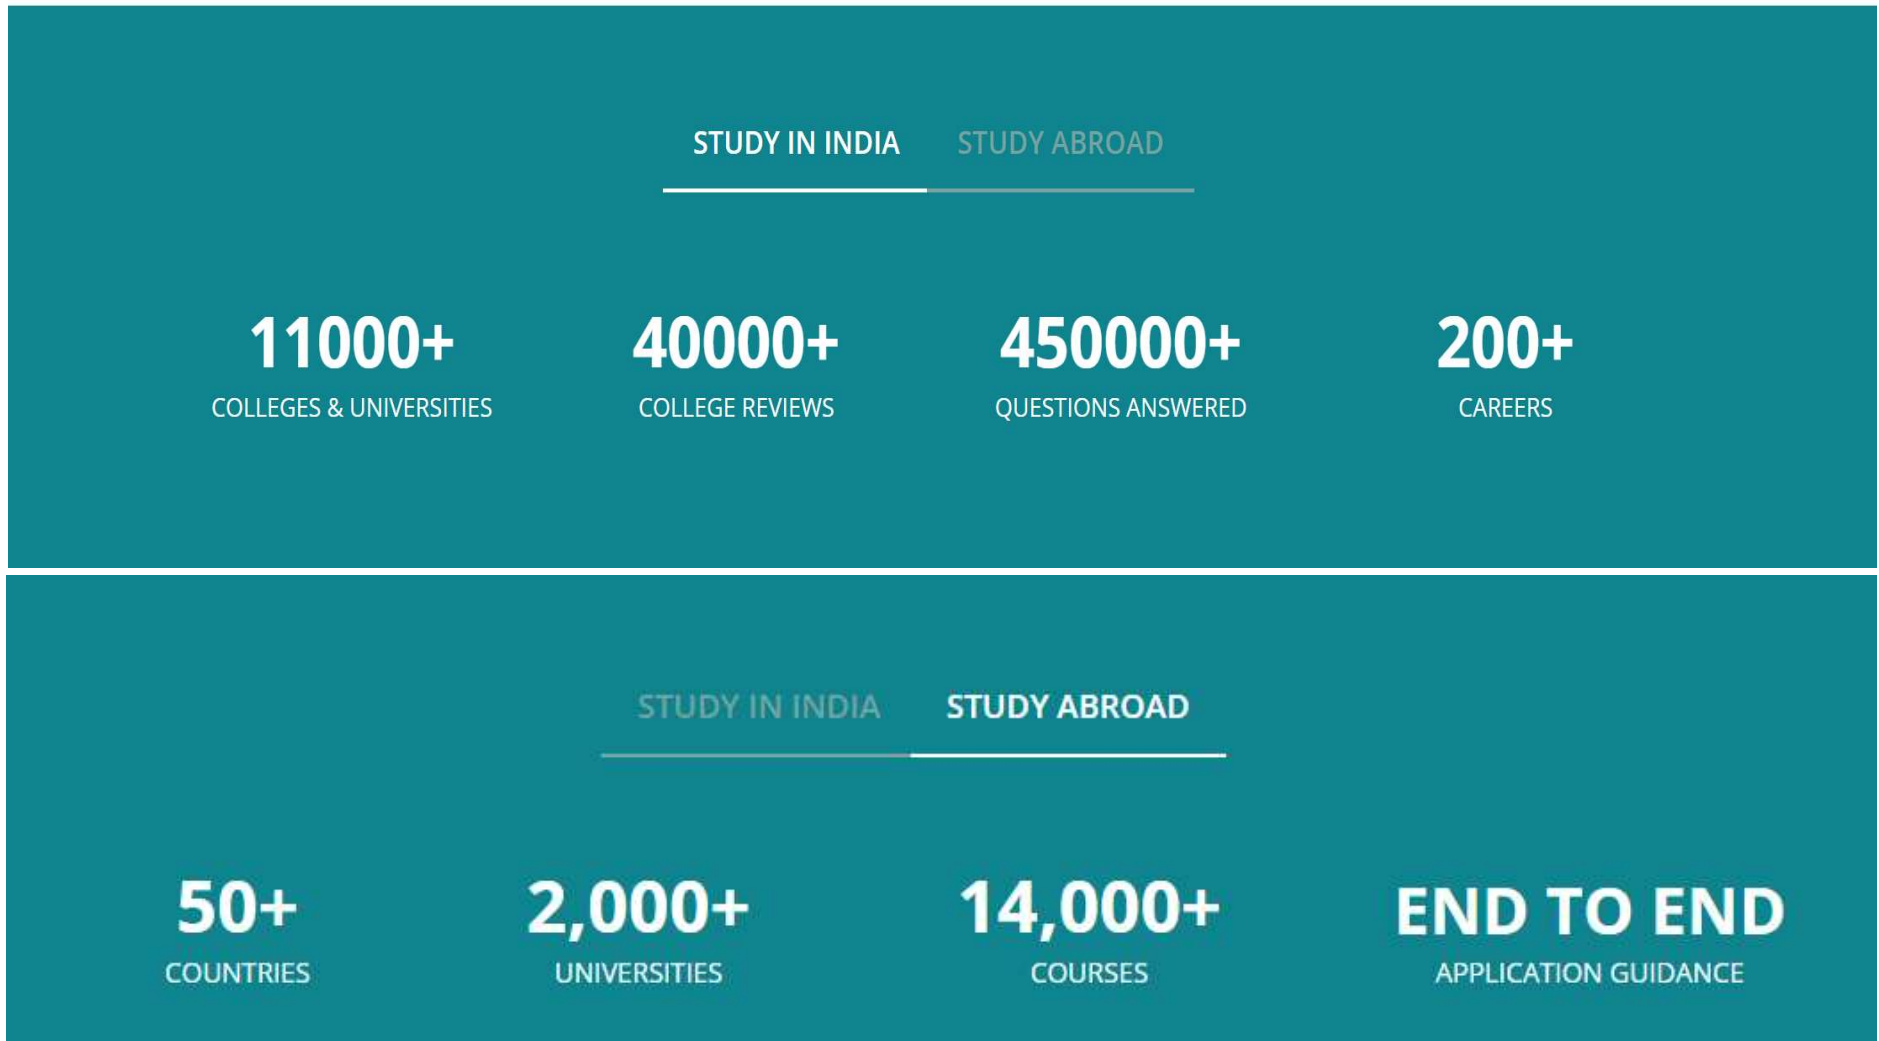 STUDY IN INDIA STUDY ABROAD
11000+ 40000+ 450000+ 200+
COLLEGES & UNIVERSITIES COLLEGE REVIEWS QUESTIONS ANSWERED CAREERS
STUDY IN INDIA STUDY ABROAD
50+ 2,000+ 14,000+ END TO END
COUNTRIES UNIVERSITIES COURSES APPLICATION GUIDANCE